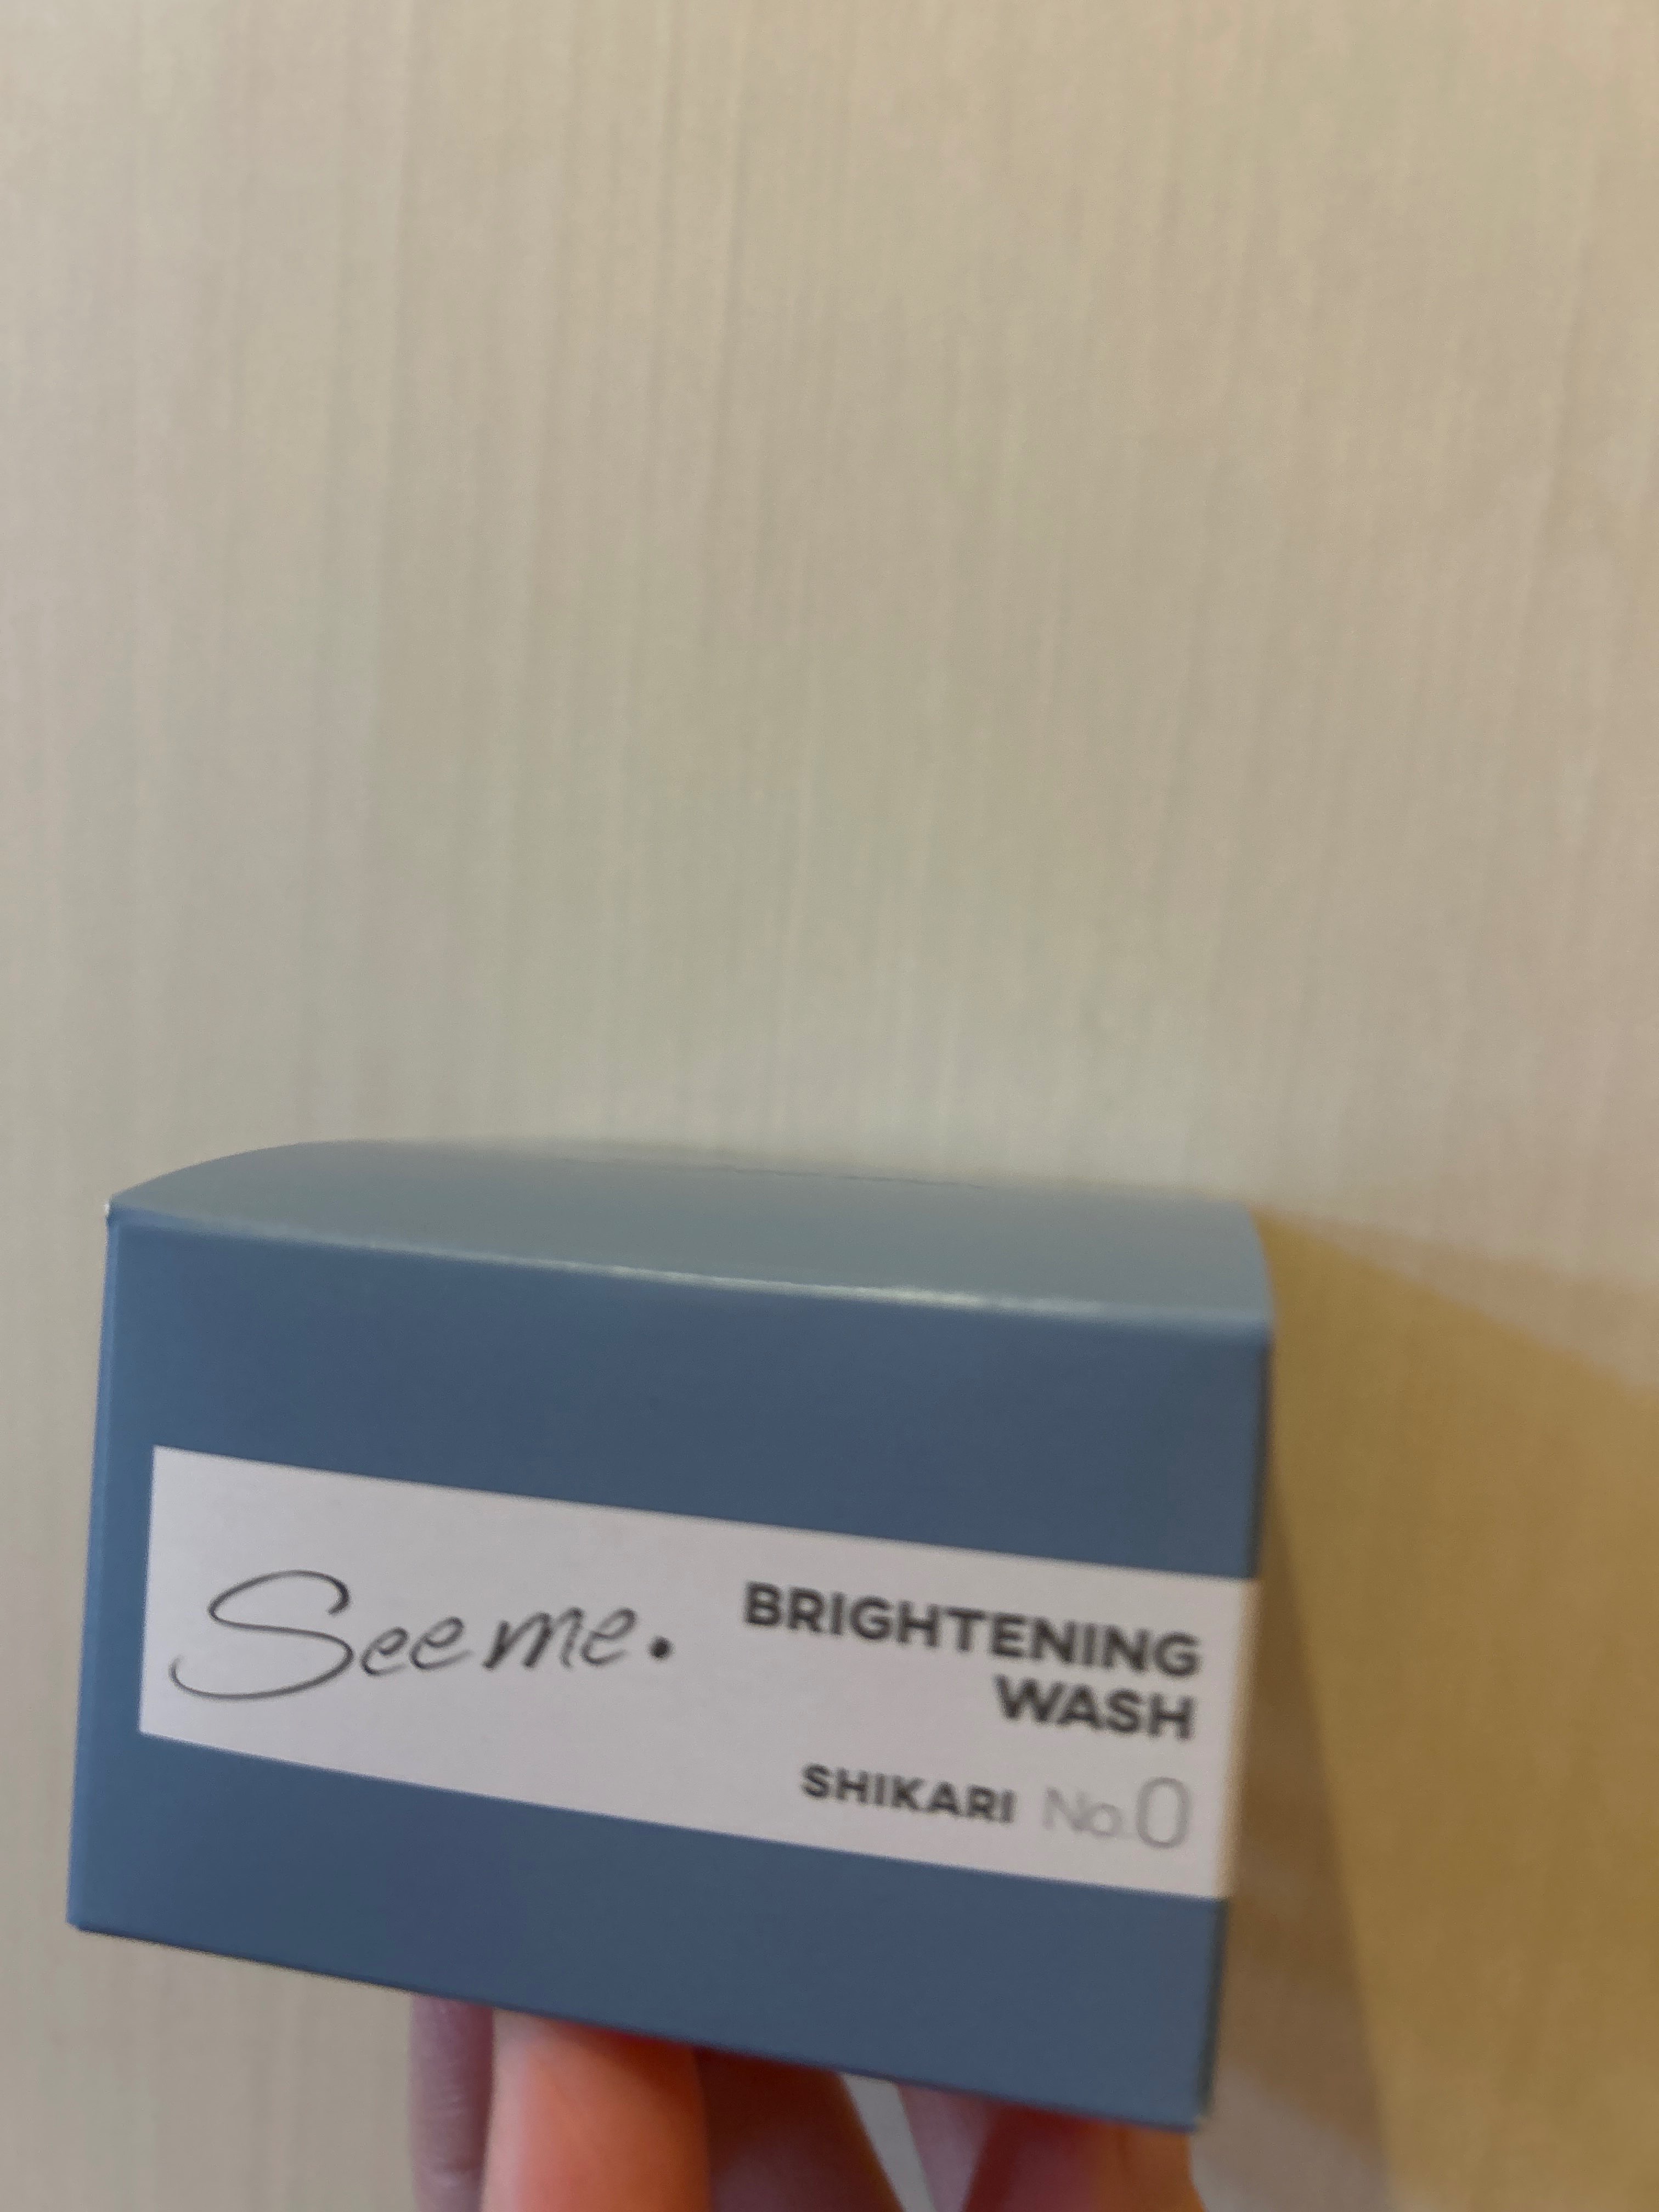 See me.
BRIGHTENING
WASH
SHIKARI No.0